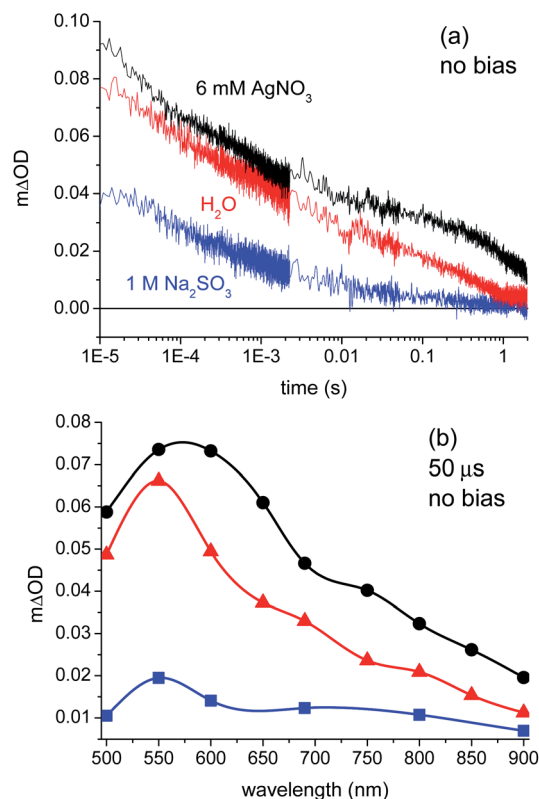 (a)
no bias
6 mM AgNO₃
H₂O
1 M Na₂SO₃
mΔOD
0.10
0.08
0.06
0.04
0.02
0.00
1E-5 1E-4 1E-3 0.01 0.1 1
time (s)
(b)
50 μs
no bias
mΔOD
0.08
0.07
0.06
0.05
0.04
0.03
0.02
0.01
500 550 600 650 700 750 800 850 900
wavelength (nm)